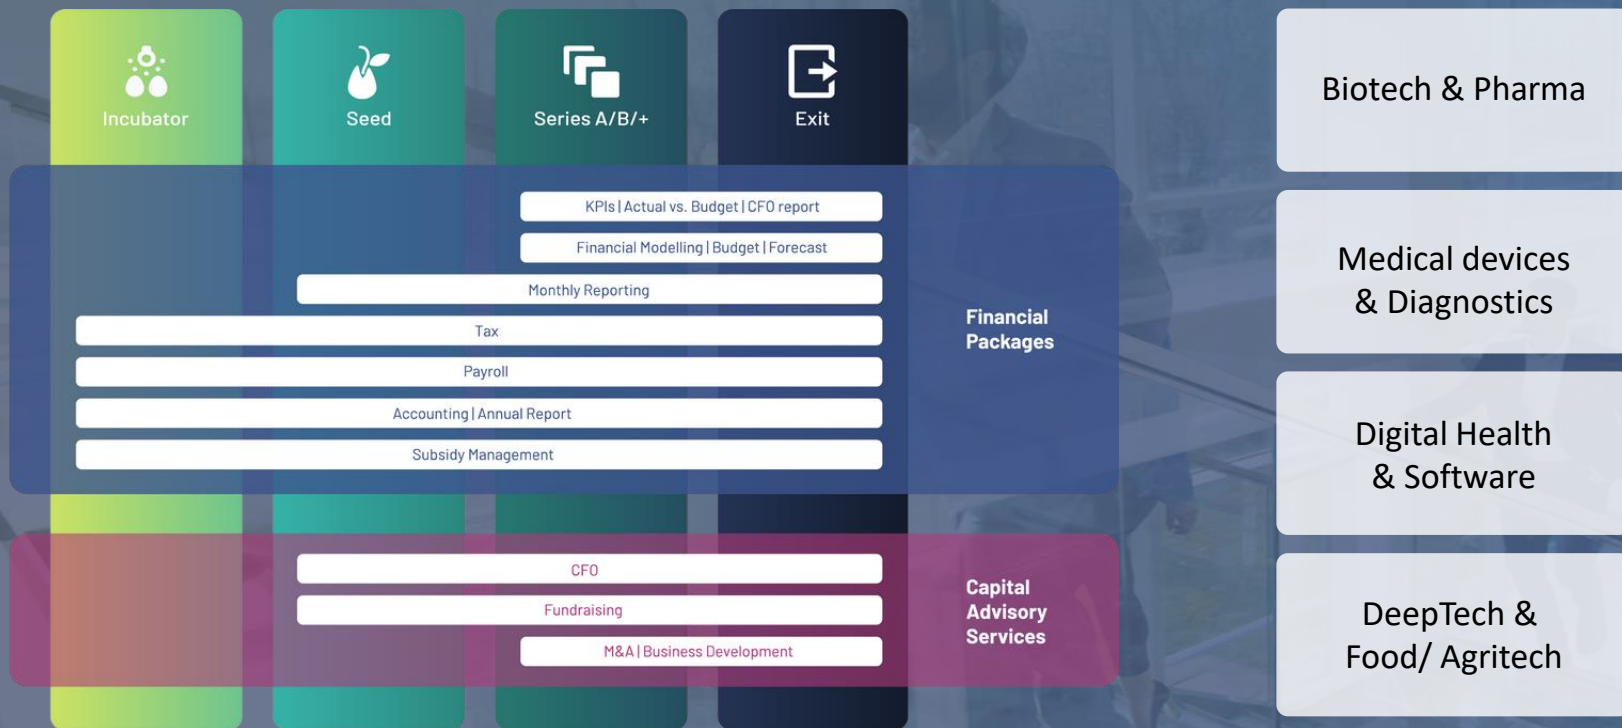 Incubator
Seed
Series A/B/+
Exit
KPIs | Actual vs. Budget | CFO report
Financial Modelling | Budget | Forecast
Monthly Reporting
Tax
Payroll
Accounting | Annual Report
Subsidy Management
Financial
Packages
CFO
Fundraising
M&A | Business Development
Capital
Advisory
Services
Biotech & Pharma
Medical devices
& Diagnostics
Digital Health
& Software
DeepTech &
Food/ Agritech